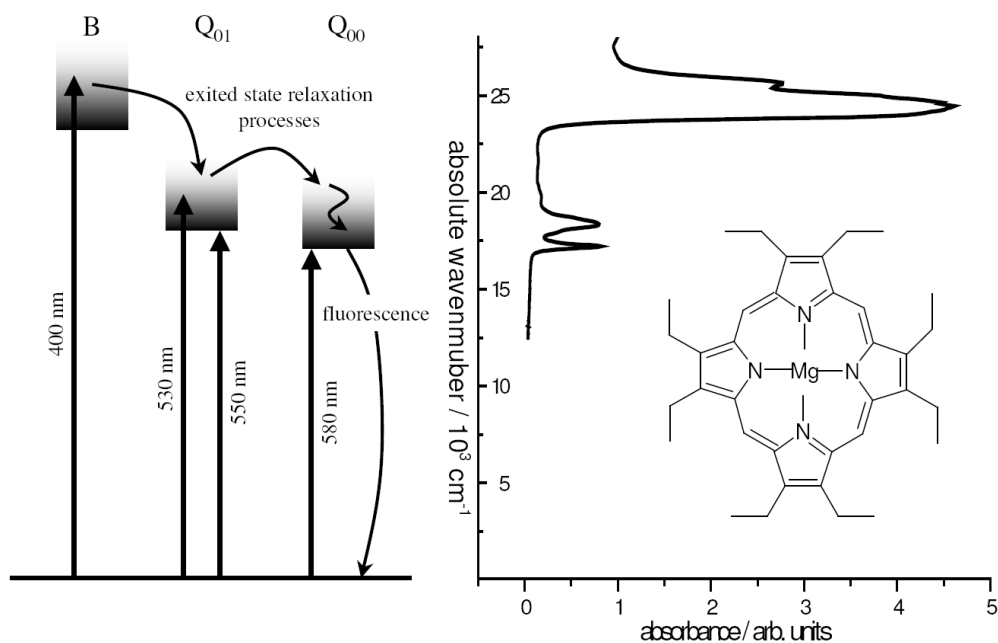 B
Q01
Q00
exited state relaxation
processes
fluorescence
400 nm
530 nm
550 nm
580 nm
absolute wavenmuber / 10³ cm⁻¹
25
20
15
10
5
0
1
2
3
4
5
absorbance / arb. units
N
N
Mg
N
N